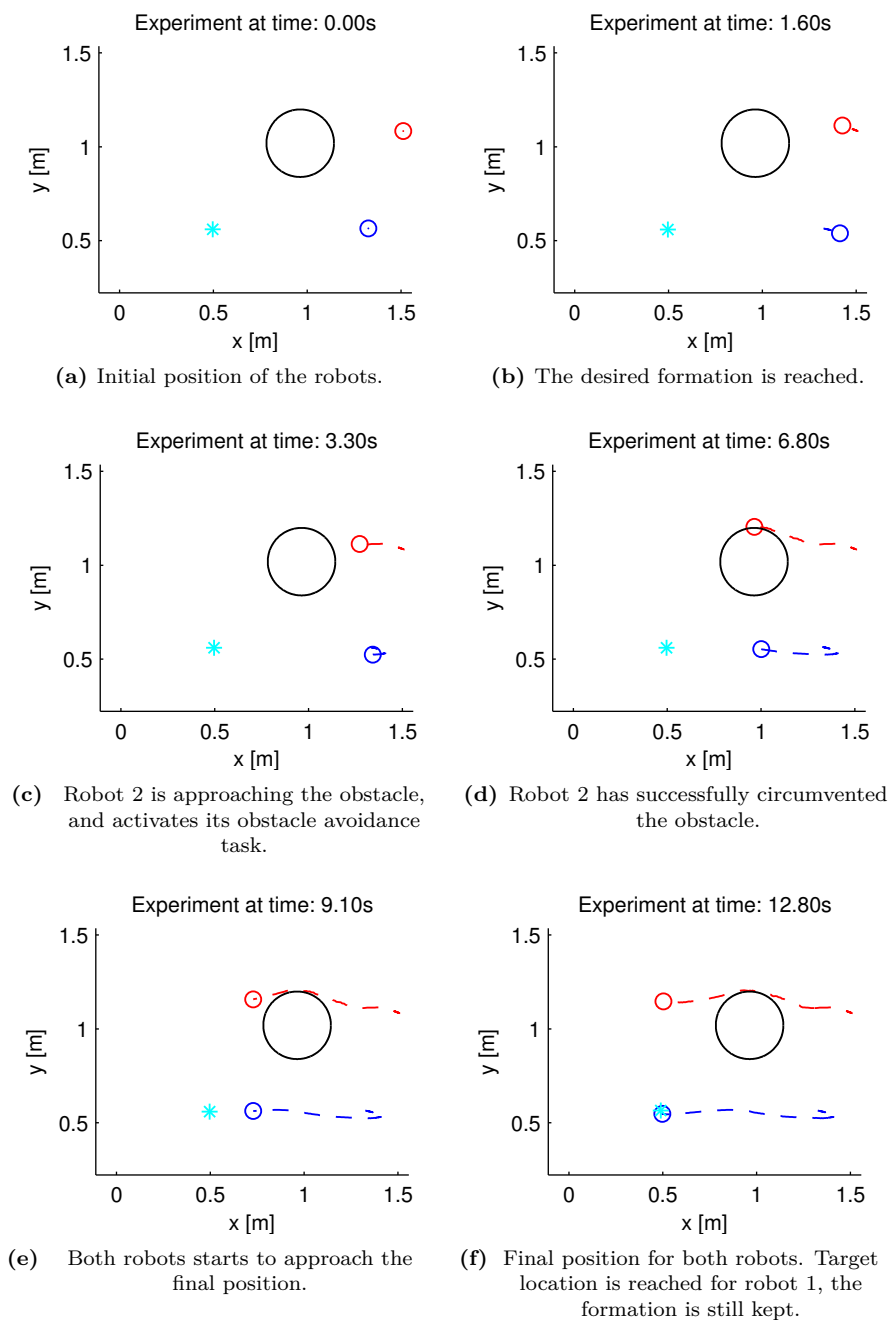 Experiment at time: 0.00s
1.5
1
0.5
y [m]
0 0.5 1 1.5
x [m]
(a) Initial position of the robots.
Experiment at time: 1.60s
1.5
1
0.5
y [m]
0 0.5 1 1.5
x [m]
(b) The desired formation is reached.
Experiment at time: 3.30s
1.5
1
0.5
y [m]
0 0.5 1 1.5
x [m]
(c) Robot 2 is approaching the obstacle,
and activates its obstacle avoidance
task.
Experiment at time: 6.80s
1.5
1
0.5
y [m]
0 0.5 1 1.5
x [m]
(d) Robot 2 has successfully circumvented
the obstacle.
Experiment at time: 9.10s
1.5
1
0.5
y [m]
0 0.5 1 1.5
x [m]
(e) Both robots starts to approach the
final position.
Experiment at time: 12.80s
1.5
1
0.5
y [m]
0 0.5 1 1.5
x [m]
(f) Final position for both robots. Target
location is reached for robot 1, the
formation is still kept.